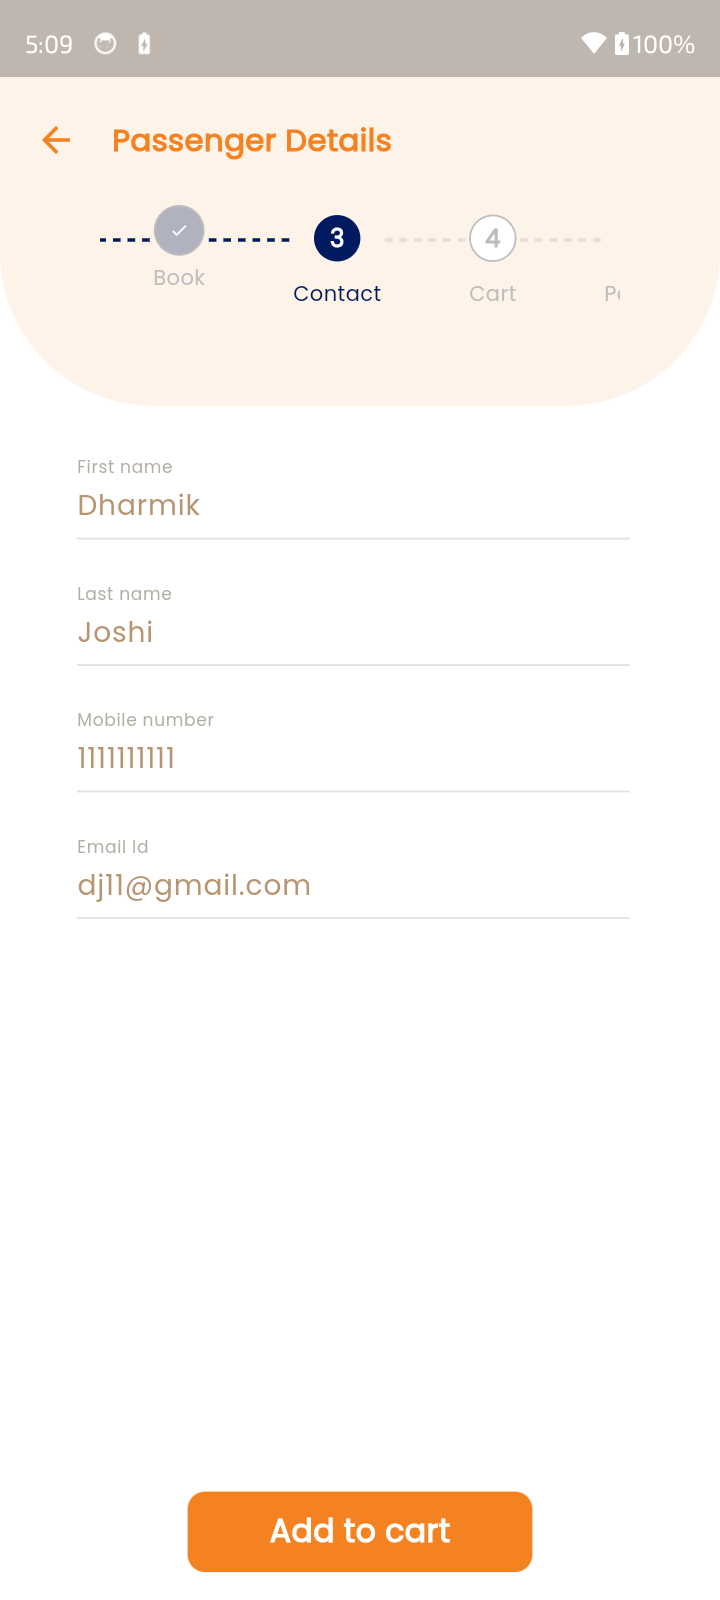 5:09 100%
Passenger Details
3 4
Book Contact Cart
First name
Dharmik
Last name
Joshi
Mobile number
1111111111
Email Id
dj11@gmail.com
Add to cart